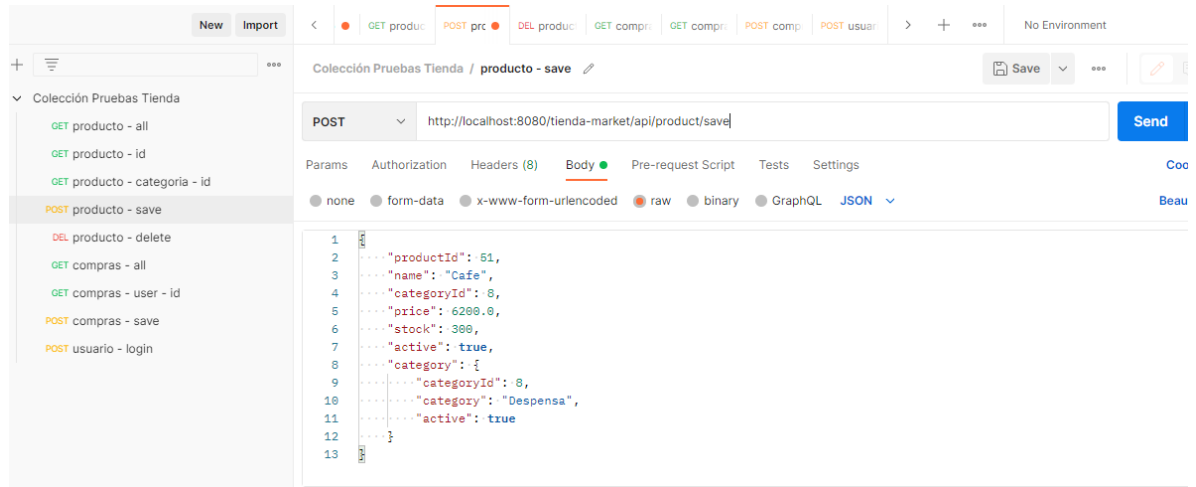 New Import
GET produc POST prc DEL produc GET compra GET compra POST comp POST usuar No Environment
Colección Pruebas Tienda / producto - save Save
Colección Pruebas Tienda
GET producto - all
GET producto - id
GET producto - categoria - id
POST producto - save
DEL producto - delete
GET compras - all
GET compras - user - id
POST compras - save
POST usuario - login
POST http://localhost:8080/tienda-market/api/product/save Send
Params Authorization Headers (8) Body Pre-request Script Tests Settings Coo
none form-data x-www-form-urlencoded raw binary GraphQL JSON Beau
1 {
2 "productId": 51,
3 "name": "Cafe",
4 "categoryId": 8,
5 "price": 6200.0,
6 "stock": 300,
7 "active": true,
8 "category": {
9 "categoryId": 8,
10 "category": "Despensa",
11 "active": true
12 }
13 }